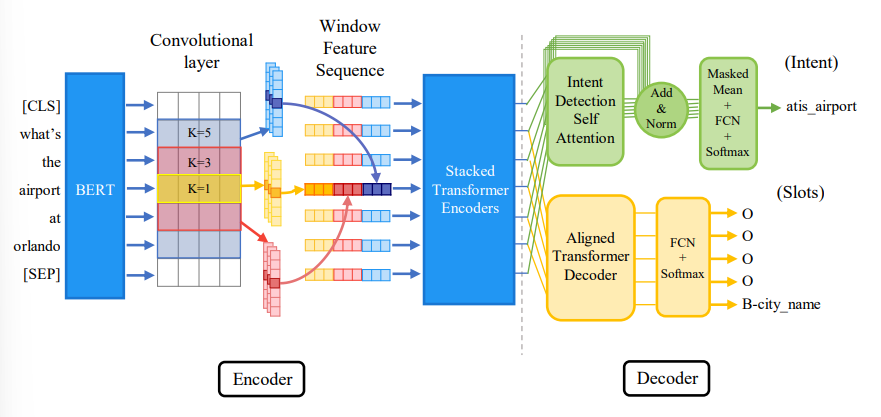 Convolutional
layer
Window
Feature
Sequence
[CLS]
what's
the
airport
at
orlando
[SEP]
BERT
K=5
K=3
K=1
Stacked
Transformer
Encoders
Intent
Detection
Self
Attention
Add
&
Norm
Masked
Mean
+
FCN
+
Softmax
(Intent)
atis_airport
Aligned
Transformer
Decoder
FCN
+
Softmax
(Slots)
O
O
O
O
B-city_name
Encoder
Decoder